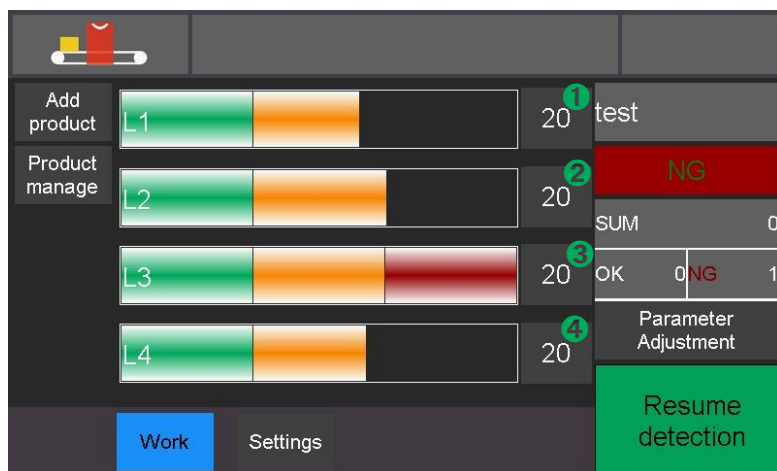 Add
product
Product
manage
L1
20
1
L2
20
2
L3
20
3
L4
20
4
test
NG
SUM 0
OK 0 NG 1
Parameter
Adjustment
Resume
detection
Work
Settings